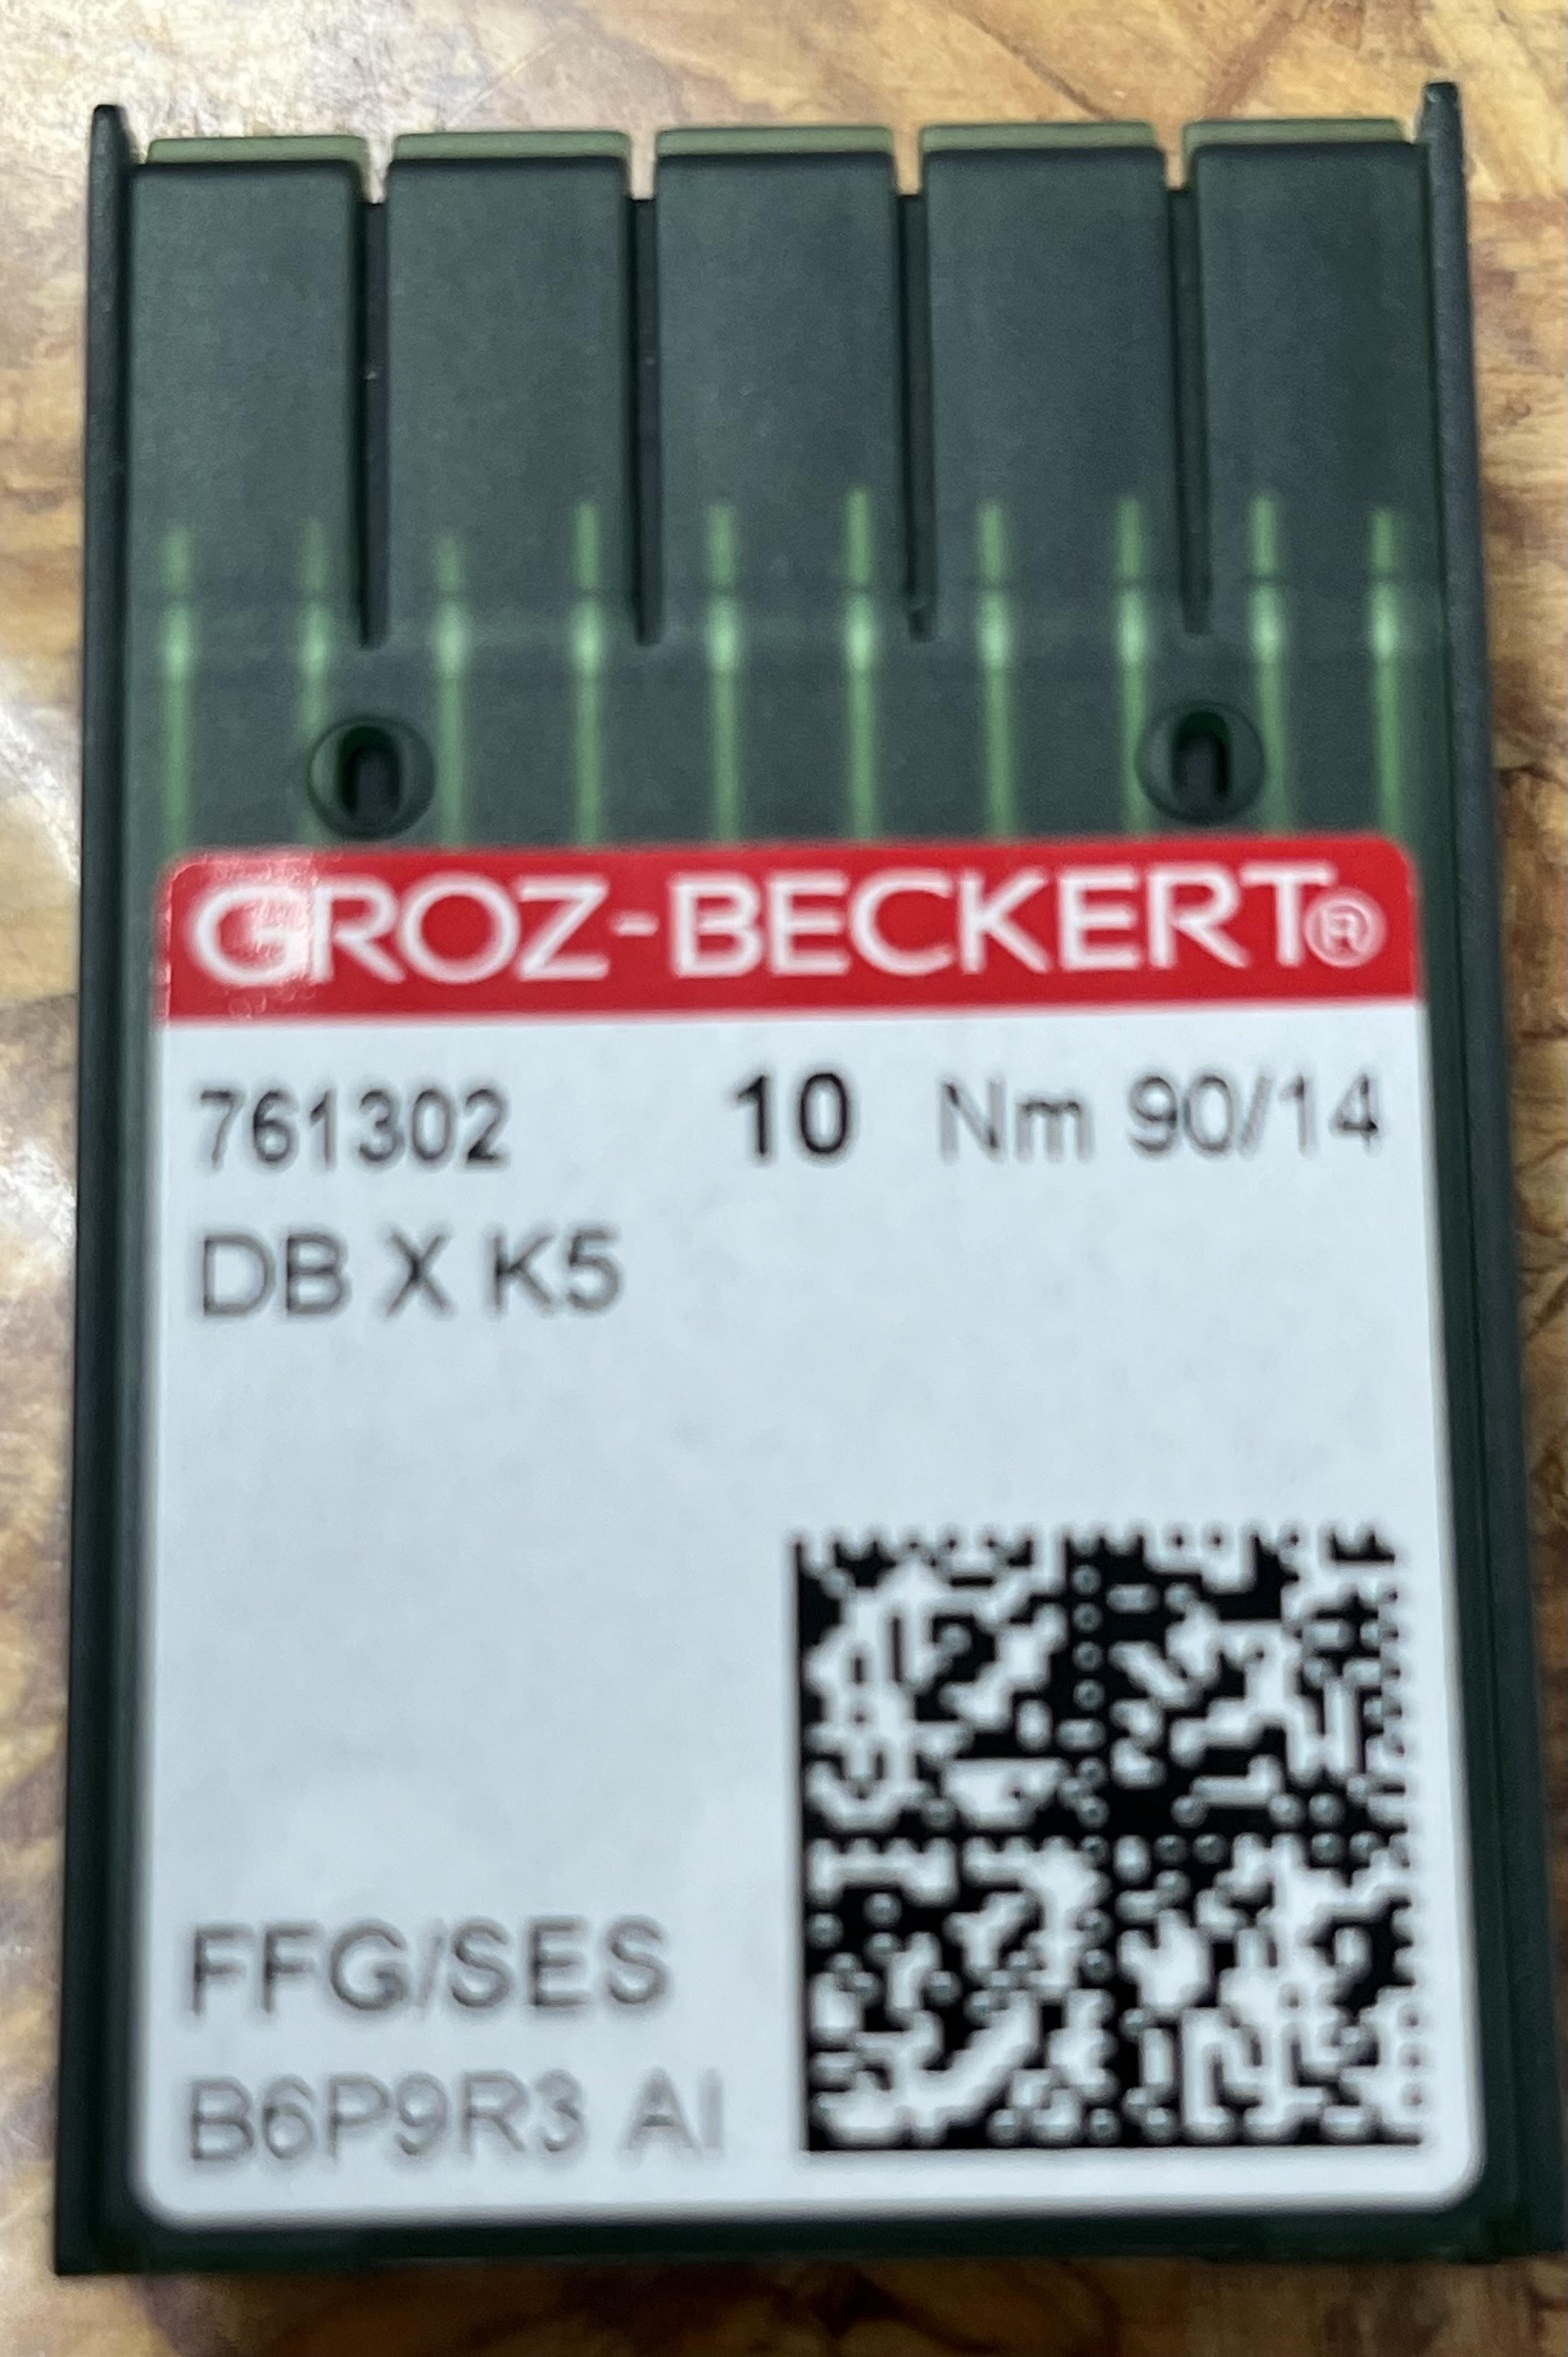 GROZ-BECKERT®
761302 10 Nm 90/14
DB X K5
FFG/SES
B6P9R3 AI